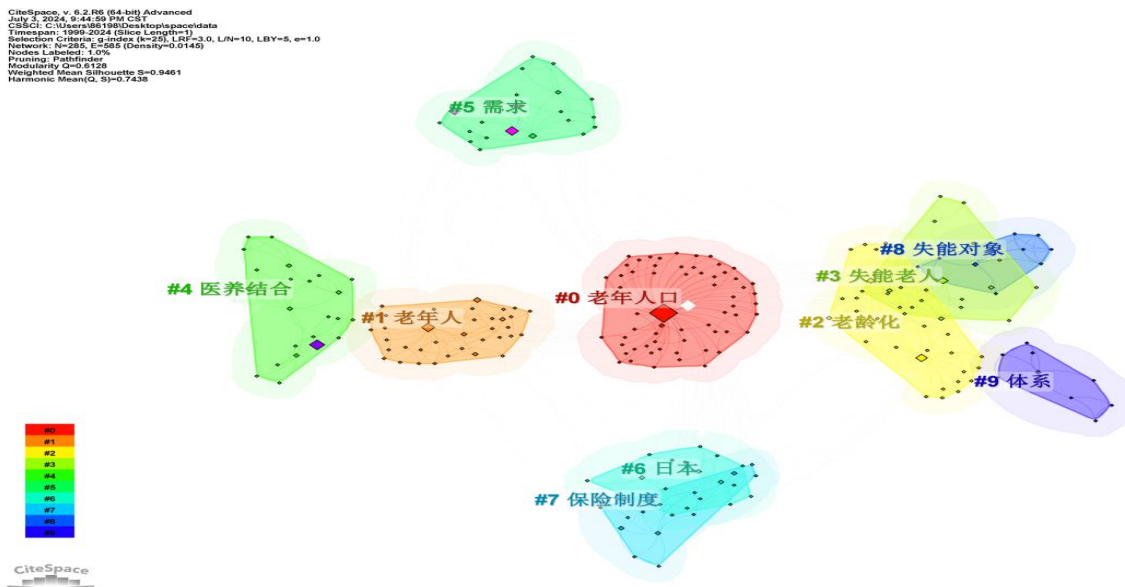 CiteSpace, v. 6.2.R6 (64-bit) Advanced
July 3, 2024, 9:44:59 PM CST
CSSCI: C:\Users\86198\Desktop\space\data
Timespan: 1999-2024 (Slice Length=1)
Selection Criteria: g-index (k=25), LRF=3.0, L/N=10, LBY=5, e=1.0
Network: N=285, E=585 (Density=0.0145)
Nodes Labeled: 1.0%
Pruning: Pathfinder
Modularity Q=0.6128
Weighted Mean Silhouette S=0.9461
Harmonic Mean(Q, S)=0.7438
#5 需求
#8 失能对象
#3 失能老人
#4 医养结合
#0 老年人口
#1 老年人
#2 老龄化
#9 体系
#6 日本
#7 保险制度
#0
#1
#2
#3
#4
#5
#6
#7
#8
#9
CiteSpace